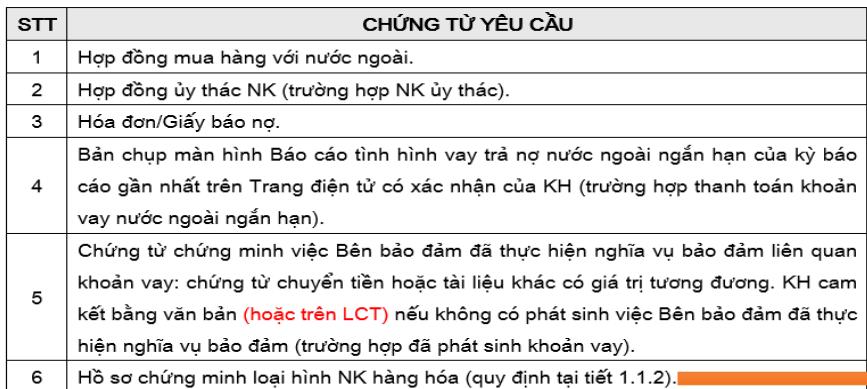 STT CHỨNG TỪ YÊU CẦU
1 Hợp đồng mua hàng với nước ngoài.
2 Hợp đồng ủy thác NK (trường hợp NK ủy thác).
3 Hóa đơn/Giấy báo nợ.
Bản chụp màn hình Báo cáo tình hình vay trả nợ nước ngoài ngắn hạn của kỳ báo
4 cáo gần nhất trên Trang điện tử có xác nhận của KH (trường hợp thanh toán khoản
vay nước ngoài ngắn hạn).
Chứng từ chứng minh việc Bên bảo đảm đã thực hiện nghĩa vụ bảo đảm liên quan
khoản vay: chứng từ chuyển tiền hoặc tài liệu khác có giá trị tương đương. KH cam
5 kết bằng văn bản (hoặc trên LCT) nếu không có phát sinh việc Bên bảo đảm đã thực
hiện nghĩa vụ bảo đảm (trường hợp đã phát sinh khoản vay).
6 Hồ sơ chứng minh loại hình NK hàng hóa (quy định tại tiết 1.1.2).